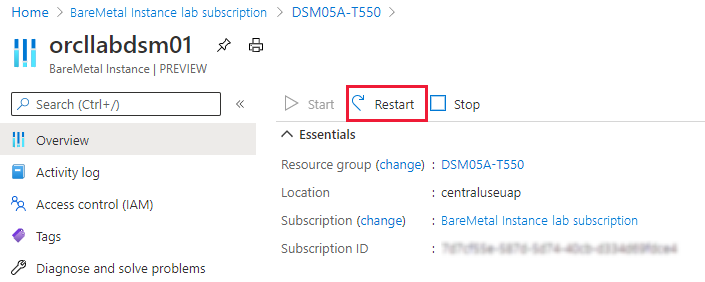 Home > BareMetal Instance lab subscription > DSM05A-T550 >
orcllabdsm01
BareMetal Instance | PREVIEW
Search (Ctrl+/) «
Start Restart Stop
Essentials
Overview
Activity log
Access control (IAM)
Tags
Diagnose and solve problems
Resource group (change) : DSM05A-T550
Location : centraluseuap
Subscription (change) : BareMetal Instance lab subscription
Subscription ID :